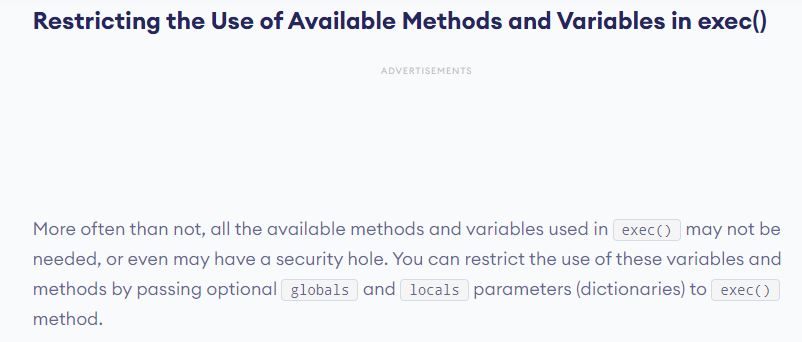 Restricting the Use of Available Methods and Variables in exec()
ADVERTISEMENTS
More often than not, all the available methods and variables used in exec() may not be
needed, or even may have a security hole. You can restrict the use of these variables and
methods by passing optional globals and locals parameters (dictionaries) to exec()
method.